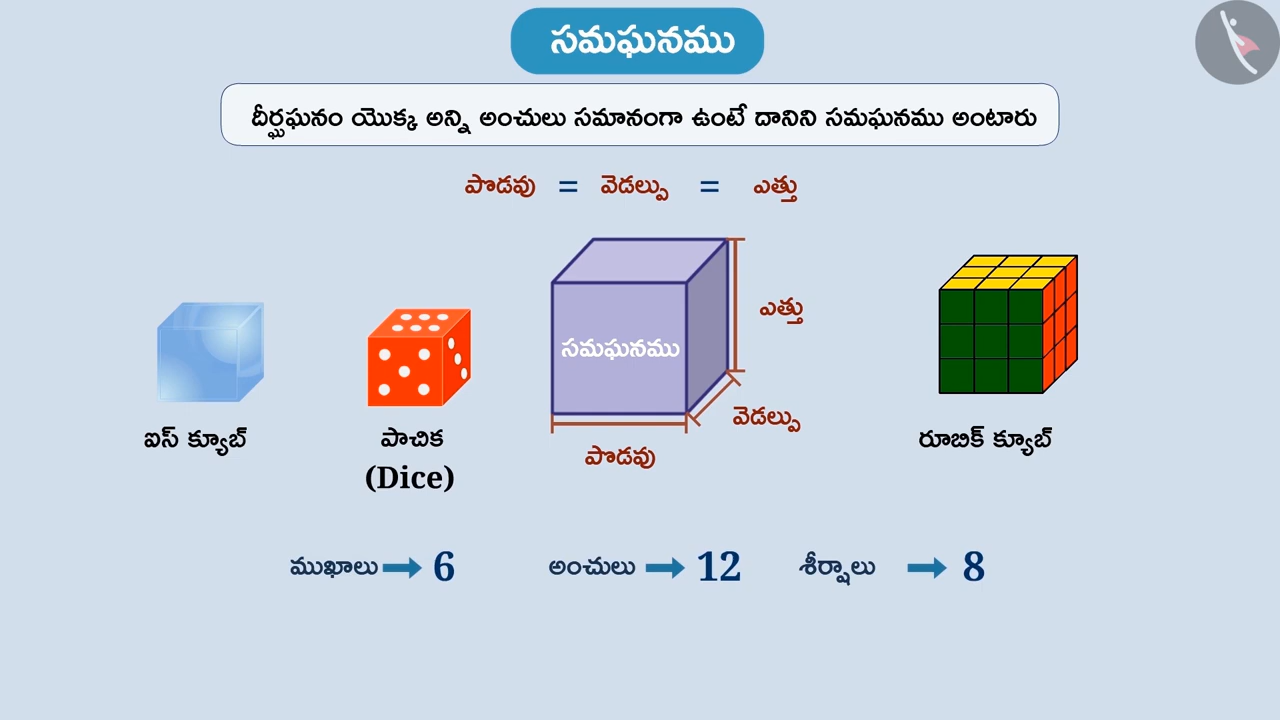 సమఘనము
దీర్ఘఘనం యొక్క అన్ని అంచులు సమానంగా ఉంటే దానిని సమఘనము అంటారు
పొడవు = వెడల్పు = ఎత్తు
ఎత్తు
సమఘనము
వెడల్పు
పొడవు
ఐస్ క్యూబ్
పాచిక
(Dice)
రూబిక్ క్యూబ్
ముఖాలు 6
అంచులు 12
శీర్షాలు 8